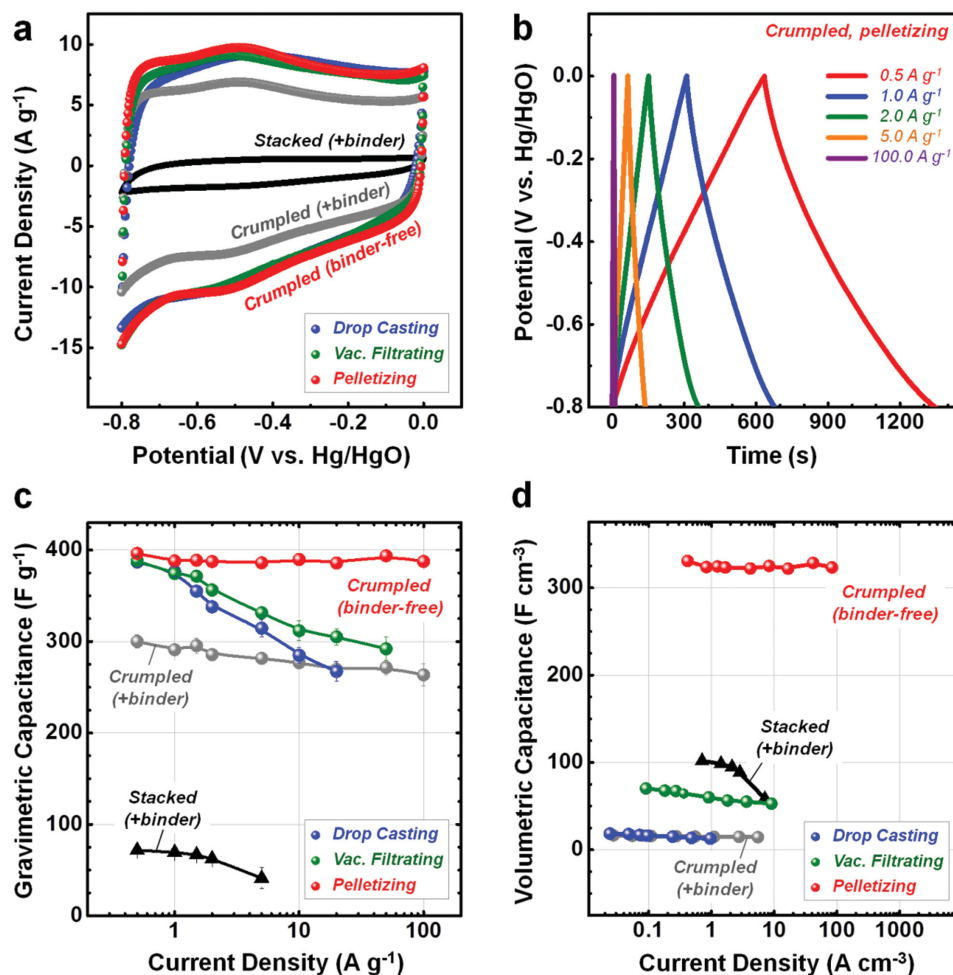 a
10
5
0
-5
-10
-15
-0.8
-0.6
-0.4
-0.2
0.0
Current Density (A g⁻¹)
Potential (V vs. Hg/HgO)
Stacked (+binder)
Crumpled (+binder)
Crumpled (binder-free)
Drop Casting
Vac. Filtrating
Pelletizing
b
Crumpled, pelletizing
0.5 A g⁻¹
1.0 A g⁻¹
2.0 A g⁻¹
5.0 A g⁻¹
100.0 A g⁻¹
0.0
-0.2
-0.4
-0.6
-0.8
0
300
600
900
1200
Potential (V vs. Hg/HgO)
Time (s)
c
400
300
200
100
0
1
10
100
Gravimetric Capacitance (F g⁻¹)
Current Density (A g⁻¹)
Crumpled
(binder-free)
Crumpled
(+binder)
Stacked
(+binder)
Drop Casting
Vac. Filtrating
Pelletizing
d
300
200
100
0
0.1
1
10
100
1000
Volumetric Capacitance (F cm⁻³)
Current Density (A cm⁻³)
Crumpled
(binder-free)
Stacked
(+binder)
Crumpled
(+binder)
Drop Casting
Vac. Filtrating
Pelletizing